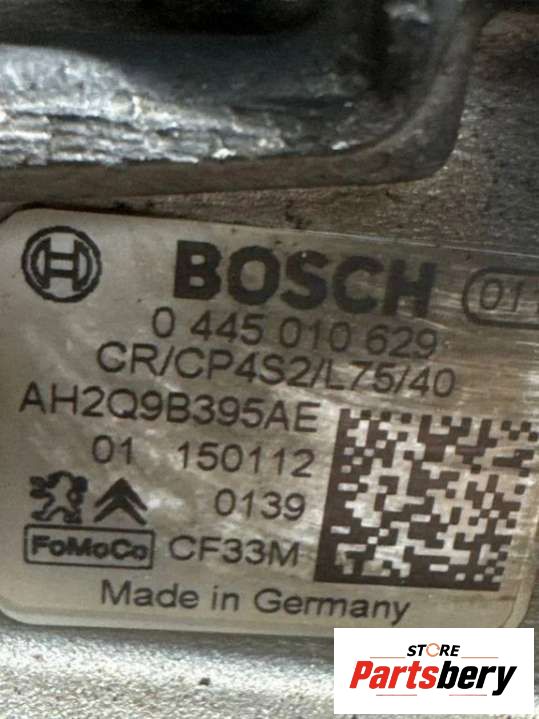 BOSCH
0 445 010 629
CR/CP4S2/L75/40
AH2Q9B395AE
01 150112
0139
FoMoCo CF33M
Made in Germany
STORE
Partsbery